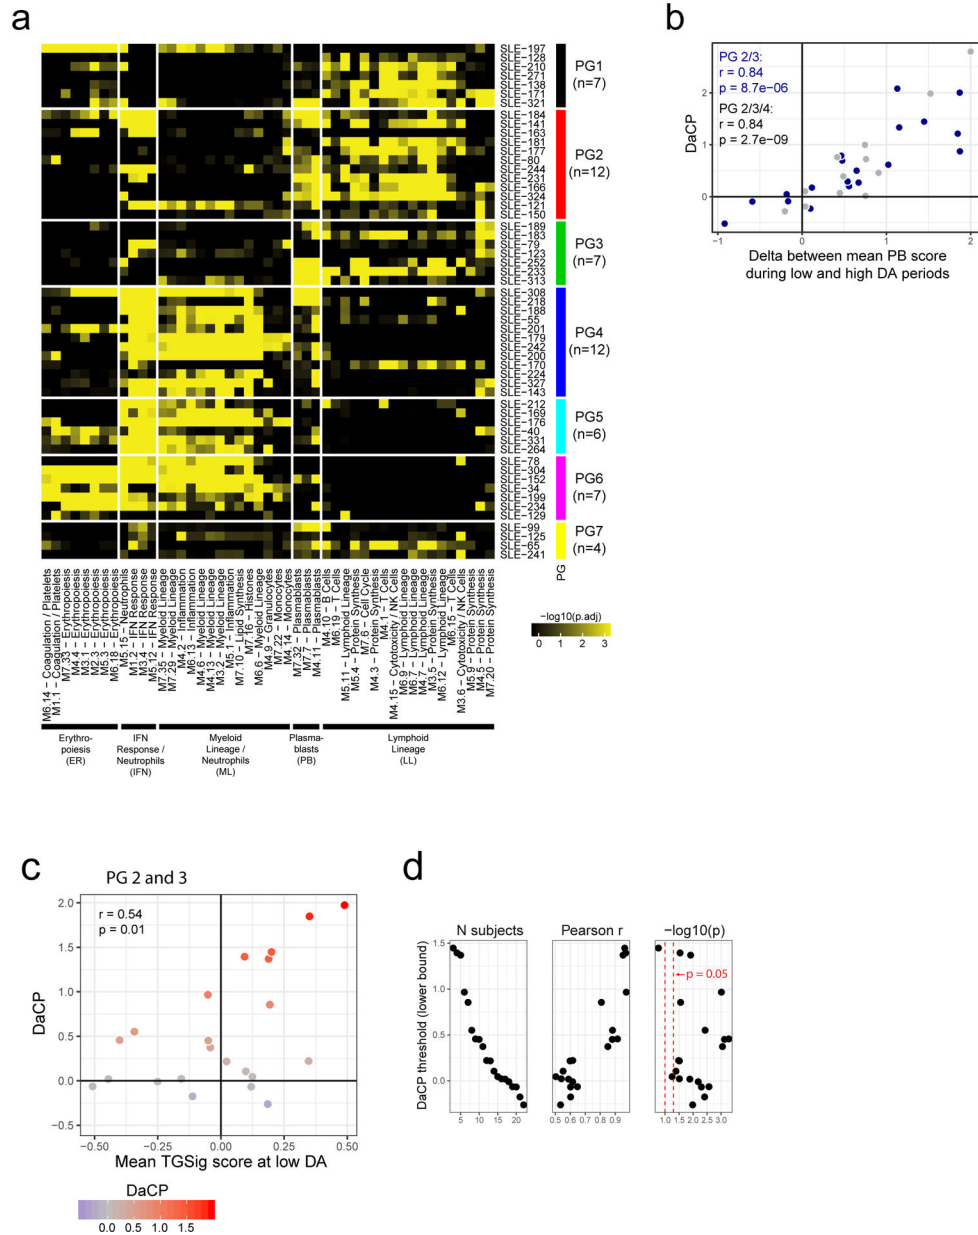 a
SLE-197
SLE-128
SLE-210
SLE-271
SLE-138
SLE-171
SLE-321
PG1
(n=7)
SLE-184
SLE-141
SLE-163
SLE-181
SLE-177
SLE-80
SLE-244
SLE-231
SLE-166
SLE-324
SLE-121
SLE-150
PG2
(n=12)
SLE-189
SLE-183
SLE-79
SLE-123
SLE-252
SLE-233
SLE-313
PG3
(n=7)
SLE-308
SLE-218
SLE-188
SLE-55
SLE-201
SLE-179
SLE-242
SLE-200
SLE-170
SLE-224
SLE-327
SLE-143
PG4
(n=12)
SLE-212
SLE-169
SLE-176
SLE-40
SLE-331
SLE-264
PG5
(n=6)
SLE-78
SLE-304
SLE-152
SLE-34
SLE-199
SLE-234
SLE-129
PG6
(n=7)
SLE-99
SLE-125
SLE-65
SLE-241
PG7
(n=4)
PG
M6.14 - Coagulation / Platelets
M1.1 - Coagulation / Platelets
M7.33 - Erythropoiesis
M4.4 - Erythropoiesis
M3.1 - Erythropoiesis
M2.3 - Erythropoiesis
M5.3 - Erythropoiesis
M6.18 - Erythropoiesis
M5.15 - Neutrophils
M1.2 - IFN Response
M3.4 - IFN Response
M5.12 - IFN Response
M7.35 - Myeloid Lineage
M7.29 - Myeloid Lineage
M4.2 - Inflammation
M6.13 - Inflammation
M4.6 - Myeloid Lineage
M4.13 - Myeloid Lineage
M3.2 - Myeloid Lineage
M5.1 - Inflammation
M7.10 - Lipid Synthesis
M7.16 - Histones
M6.6 - Myeloid Lineage
M4.9 - Granulocytes
M7.22 - Monocytes
M4.14 - Monocytes
M7.32 - Plasmablasts
M7.7 - Plasmablasts
M4.11 - Plasmablasts
M4.10 - B Cells
M6.19 - T Cells
M5.11 - Lymphoid Lineage
M5.4 - Protein Synthesis
M7.6 - Cell Cycle
M4.3 - Protein Synthesis
M4.1 - T Cells
M4.15 - Cytotoxicity / NK Cells
M6.9 - Lymphoid Lineage
M6.7 - Lymphoid Lineage
M4.7 - Lymphoid Lineage
M3.5 - Protein Synthesis
M6.12 - Lymphoid Lineage
M6.15 - T Cells
M3.6 - Cytotoxicity / NK Cells
M5.9 - Protein Synthesis
M4.5 - Protein Synthesis
M7.20 - Protein Synthesis
Erythro-
poiesis
(ER)
IFN
Response /
Neutrophils
(IFN)
Myeloid
Lineage /
Neutrophils
(ML)
Plasma-
blasts
(PB)
Lymphoid
Lineage
(LL)
-log10(p.adj)
0 1 2 3
b
PG 2/3:
r = 0.84
p = 8.7e-06
PG 2/3/4:
r = 0.84
p = 2.7e-09
DaCP
2
1
0
-1 0 1 2
Delta between mean PB score
during low and high DA periods
c
PG 2 and 3
r = 0.54
p = 0.01
DaCP
2.0
1.5
1.0
0.5
0.0
-0.5
-0.50 -0.25 0.00 0.25 0.50
Mean TGSig score at low DA
DaCP
0.0 0.5 1.0 1.5
d
N subjects
Pearson r
-log10(p)
DaCP threshold (lower bound)
1.5
1.0
0.5
0.0
p = 0.05
5 10 15 20
0.5 0.6 0.7 0.8 0.9
1.0 1.5 2.0 2.5 3.0